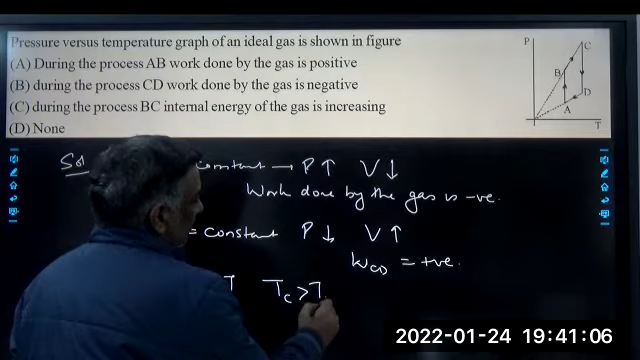 Pressure versus temperature graph of an ideal gas is shown in figure
(A) During the process AB work done by the gas is positive
(B) during the process CD work done by the gas is negative
(C) during the process BC internal energy of the gas is increasing
(D) None
P
C
B
D
A
T
Sol
constant → P↑ V↓
Work done by the gas is -ve.
= constant P↓ V↑
W_CD = +ve.
T_C > T
2022-01-24 19:41:06